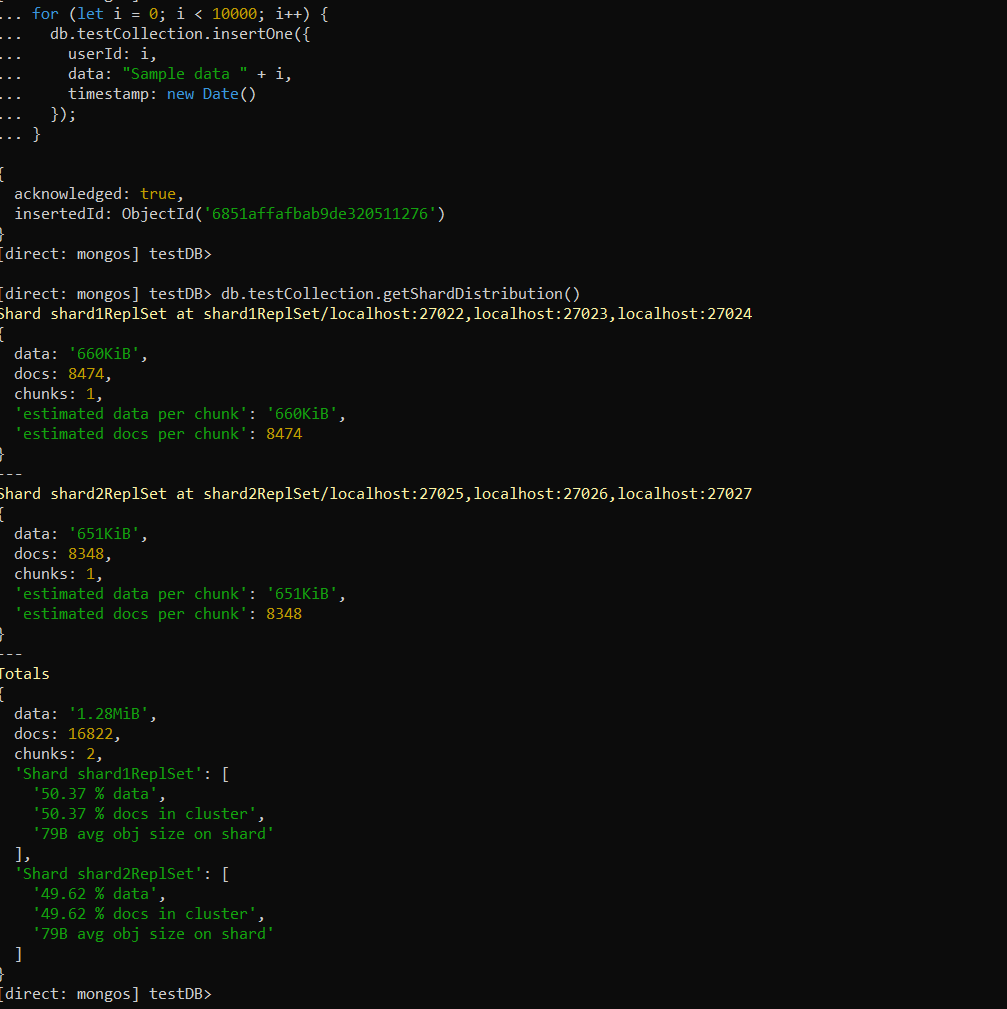 ... for (let i = 0; i < 10000; i++) {
...   db.testCollection.insertOne({
...     userId: i,
...     data: "Sample data " + i,
...     timestamp: new Date()
...   });
... }
{
  acknowledged: true,
  insertedId: ObjectId('6851affafbab9de320511276')
}
[direct: mongos] testDB>
[direct: mongos] testDB> db.testCollection.getShardDistribution()
Shard shard1ReplSet at shard1ReplSet/localhost:27022,localhost:27023,localhost:27024
{
  data: '660KiB',
  docs: 8474,
  chunks: 1,
  'estimated data per chunk': '660KiB',
  'estimated docs per chunk': 8474
}
---
Shard shard2ReplSet at shard2ReplSet/localhost:27025,localhost:27026,localhost:27027
{
  data: '651KiB',
  docs: 8348,
  chunks: 1,
  'estimated data per chunk': '651KiB',
  'estimated docs per chunk': 8348
}
---
Totals
{
  data: '1.28MiB',
  docs: 16822,
  chunks: 2,
  'Shard shard1ReplSet': [
    '50.37 % data',
    '50.37 % docs in cluster',
    '79B avg obj size on shard'
  ],
  'Shard shard2ReplSet': [
    '49.62 % data',
    '49.62 % docs in cluster',
    '79B avg obj size on shard'
  ]
}
[direct: mongos] testDB>